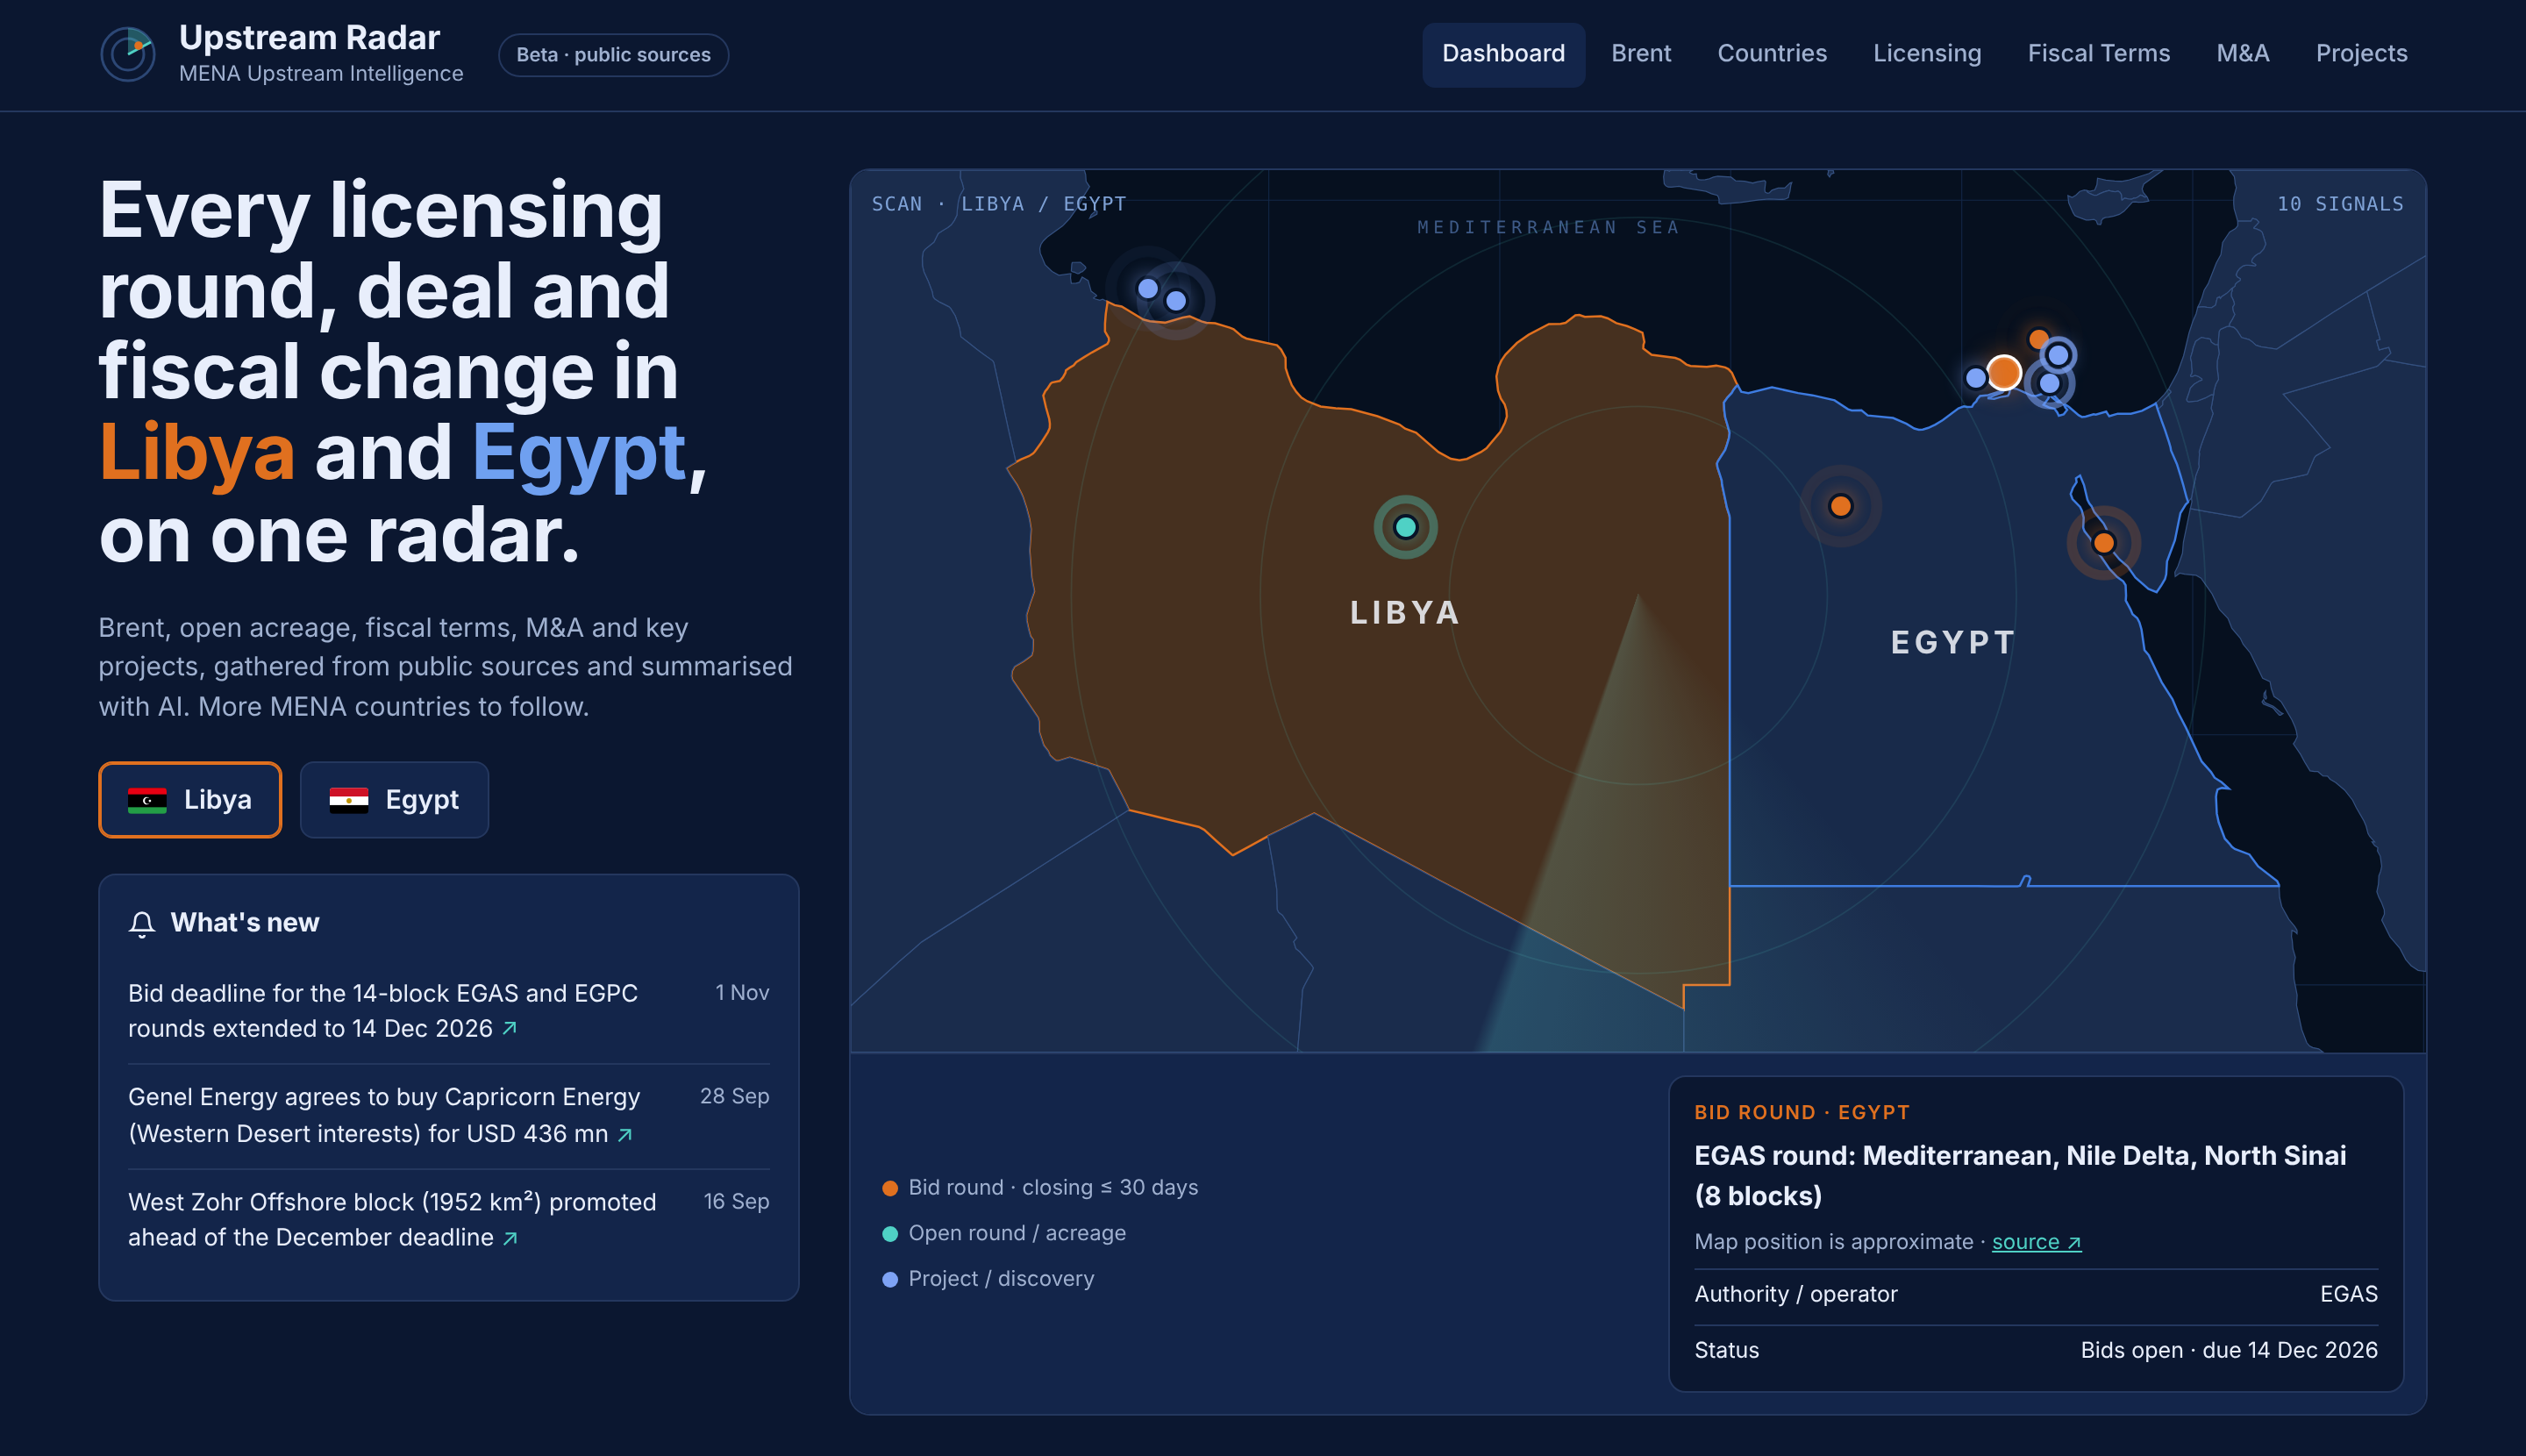 Upstream Radar
MENA Upstream Intelligence
Beta · public sources
Dashboard
Brent
Countries
Licensing
Fiscal Terms
M&A
Projects
Every licensing
round, deal and
fiscal change in
Libya and Egypt,
on one radar.
Brent, open acreage, fiscal terms, M&A and key
projects, gathered from public sources and summarised
with AI. More MENA countries to follow.
Libya
Egypt
What's new
Bid deadline for the 14-block EGAS and EGPC
rounds extended to 14 Dec 2026 ↗
1 Nov
Genel Energy agrees to buy Capricorn Energy
(Western Desert interests) for USD 436 mn ↗
28 Sep
West Zohr Offshore block (1952 km²) promoted
ahead of the December deadline ↗
16 Sep
SCAN · LIBYA / EGYPT
10 SIGNALS
MEDITERRANEAN SEA
LIBYA
EGYPT
Bid round · closing ≤ 30 days
Open round / acreage
Project / discovery
BID ROUND · EGYPT
EGAS round: Mediterranean, Nile Delta, North Sinai
(8 blocks)
Map position is approximate · source ↗
Authority / operator
EGAS
Status
Bids open · due 14 Dec 2026